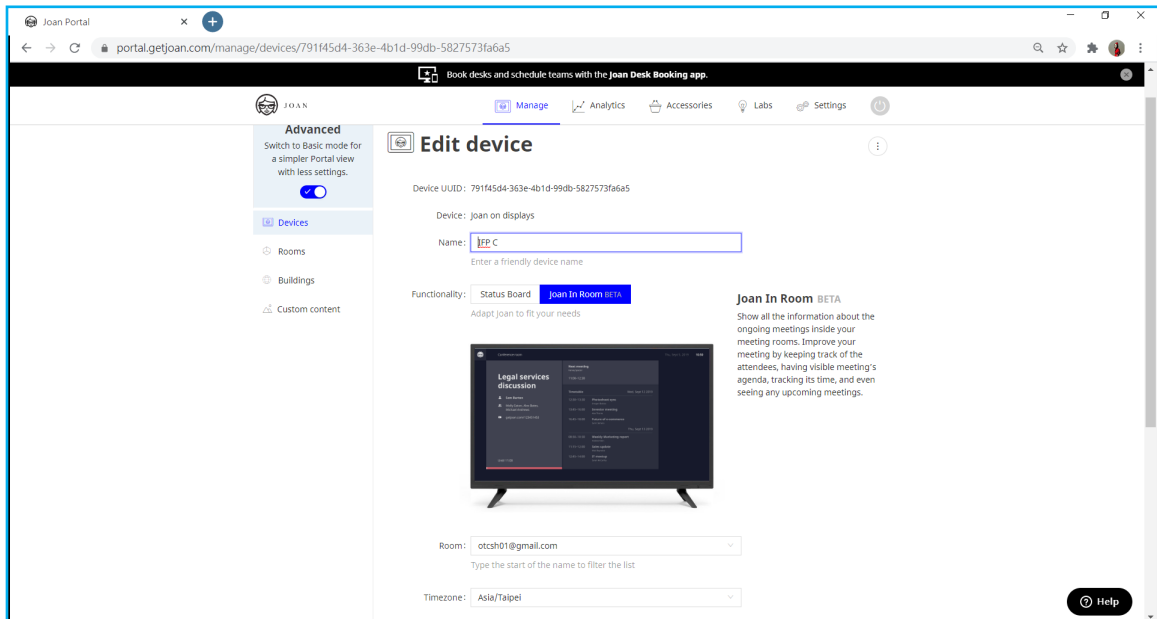 Joan Portal
portal.getjoan.com/manage/devices/791f45d4-363e-4b1d-99db-5827573fa6a5
Book desks and schedule teams with the Joan Desk Booking app.
JOAN
Manage
Analytics
Accessories
Labs
Settings
Advanced
Switch to Basic mode for
a simpler Portal view
with less settings.
Devices
Rooms
Buildings
Custom content
Edit device
Device UUID: 791f45d4-363e-4b1d-99db-5827573fa6a5
Device: Joan on displays
Name: IFP C
Enter a friendly device name
Functionality: Status Board Joan In Room BETA
Adapt Joan to fit your needs
Legal services
discussion
Joan In Room BETA
Show all the information about the
ongoing meetings inside your
meeting rooms. Improve your
meeting by keeping track of the
attendees, having visible meeting's
agenda, tracking its time, and even
seeing any upcoming meetings.
Room: otcsh01@gmail.com
Type the start of the name to filter the list
Timezone: Asia/Taipei
Help